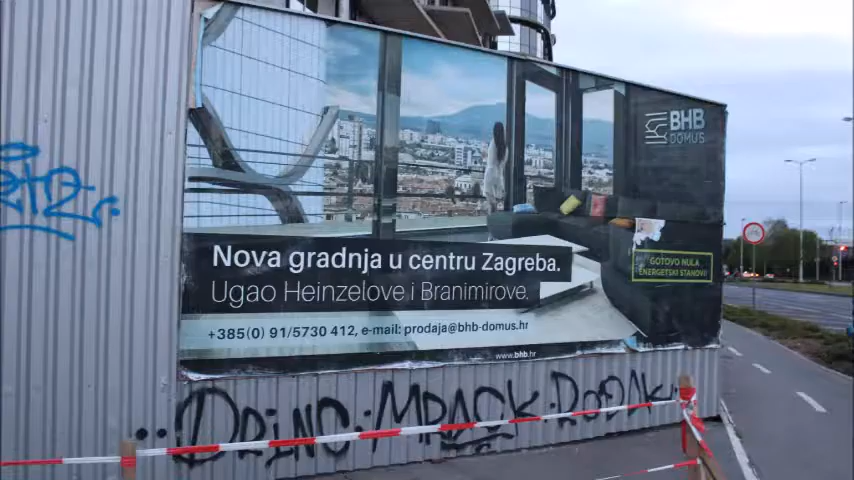 BHB
DOMUS
Nova gradnja u centru Zagreba.
Ugao Heinzelove i Branimirove.
GOTOVO NULA
ENERGETSKI STANOVI
+385(0) 91/5730 412, e-mail: prodaja@bhb-domus.hr
www.bhb.hr